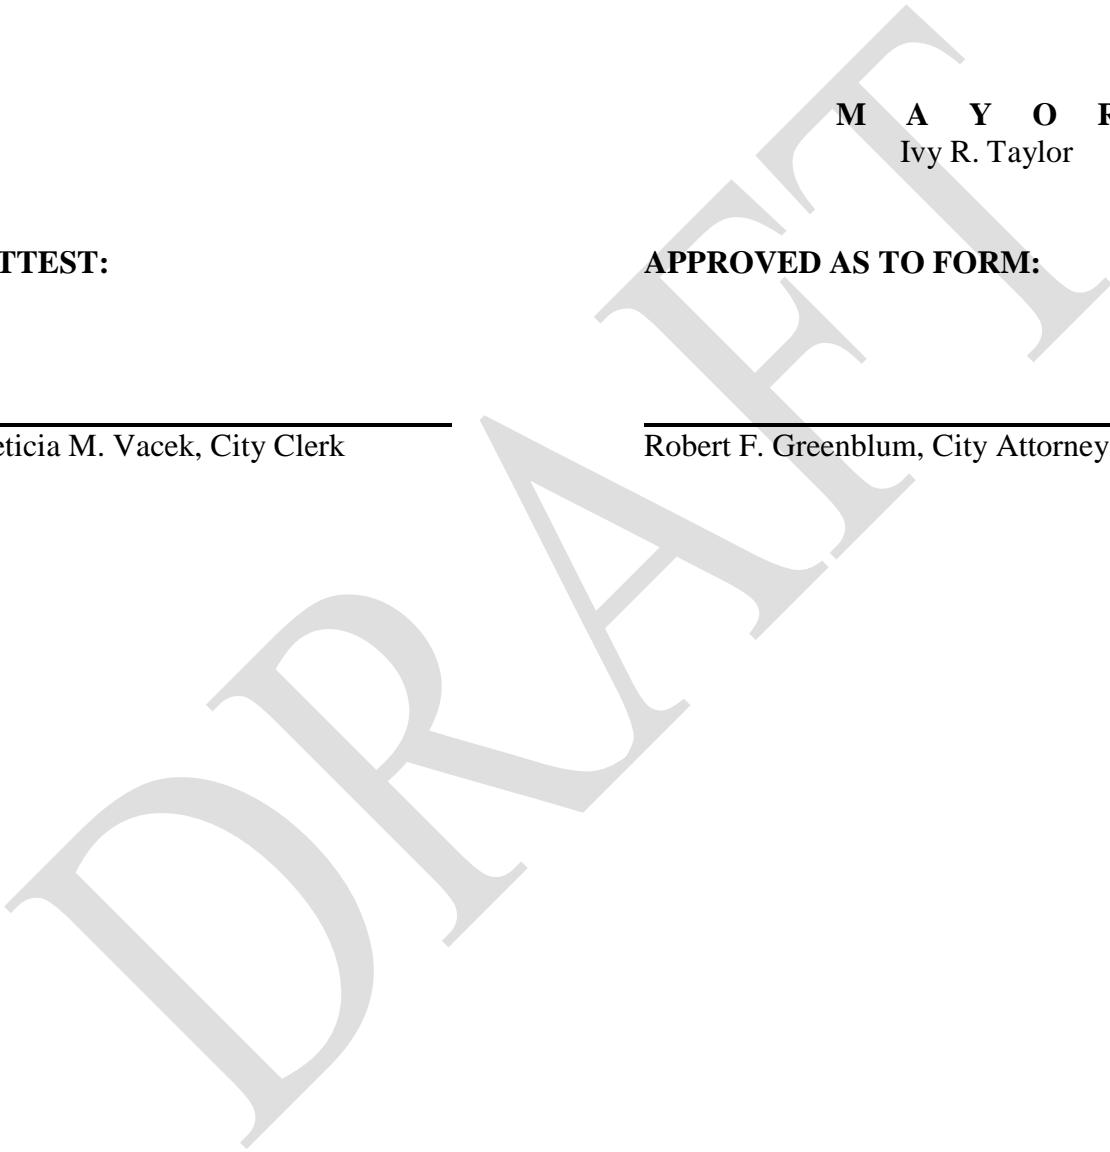 M A Y O R
Ivy R. Taylor
TTEST:
APPROVED AS TO FORM:
eticia M. Vacek, City Clerk
Robert F. Greenblum, City Attorney
DRAFT